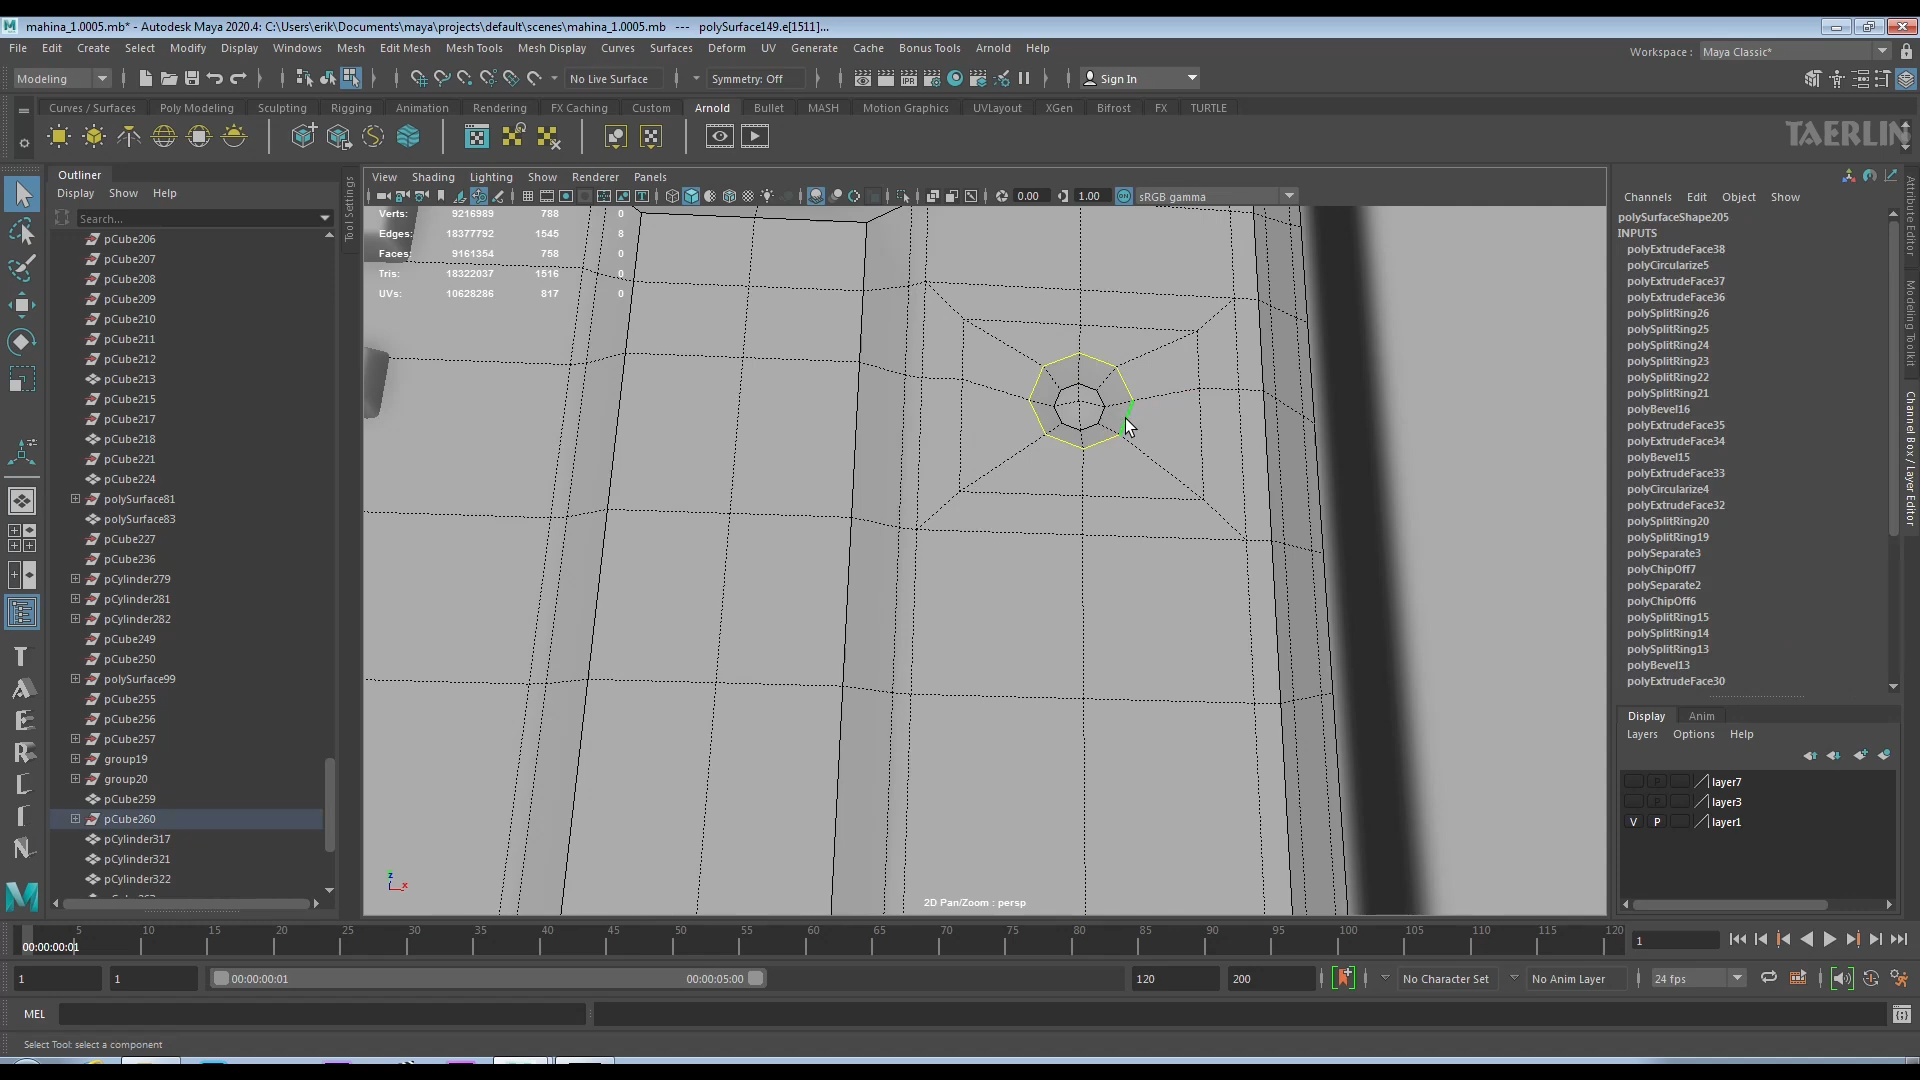 mahina_1.0005.mb* - Autodesk Maya 2020.4: C:\Users\erik\Documents\maya\projects\default\scenes\mahina_1.0005.mb --- polySurface149.e[1511]...
File Edit Create Select Modify Display Windows Mesh Edit Mesh Mesh Tools Mesh Display Curves Surfaces Deform UV Generate Cache Bonus Tools Arnold Help
Workspace : Maya Classic*
Modeling No Live Surface Symmetry: Off Sign In
Curves / Surfaces Poly Modeling Sculpting Rigging Animation Rendering FX Caching Custom Arnold Bullet MASH Motion Graphics UVLayout XGen Bifrost FX TURTLE
IPR
TAERLIN
Outliner
Display Show Help
Search...
pCube206
pCube207
pCube208
pCube209
pCube210
pCube211
pCube212
pCube213
pCube215
pCube217
pCube218
pCube221
pCube224
polySurface81
polySurface83
pCube227
pCube236
pCylinder279
pCylinder281
pCylinder282
pCube249
pCube250
polySurface99
pCube255
pCube256
pCube257
group19
group20
pCube259
pCube260
pCylinder317
pCylinder321
pCylinder322
Tool Settings
View Shading Lighting Show Renderer Panels
0.00 1.00 ON sRGB gamma
Verts: 9216989 788 0
Edges: 18377792 1545 8
Faces: 9161354 758 0
Tris: 18322037 1516 0
UVs: 10628286 817 0
z
x
2D Pan/Zoom : persp
Channels Edit Object Show
polySurfaceShape205
INPUTS
polyExtrudeFace38
polyCircularize5
polyExtrudeFace37
polyExtrudeFace36
polySplitRing26
polySplitRing25
polySplitRing24
polySplitRing23
polySplitRing22
polySplitRing21
polyBevel16
polyExtrudeFace35
polyExtrudeFace34
polyBevel15
polyExtrudeFace33
polyCircularize4
polyExtrudeFace32
polySplitRing20
polySplitRing19
polySeparate3
polyChipOff7
polySeparate2
polyChipOff6
polySplitRing15
polySplitRing14
polySplitRing13
polyBevel13
polyExtrudeFace30
Display Anim
Layers Options Help
P layer7
P layer3
V P layer1
Attribute Editor
Modeling Toolkit
Channel Box / Layer Editor
5 10 15 20 25 30 35 40 45 50 55 60 65 70 75 80 85 90 95 100 105 110 115 120
00:00:00:01
1
1 1 00:00:00:01 00:00:05:00 120 200 No Character Set No Anim Layer 24 fps
MEL
Select Tool: select a component